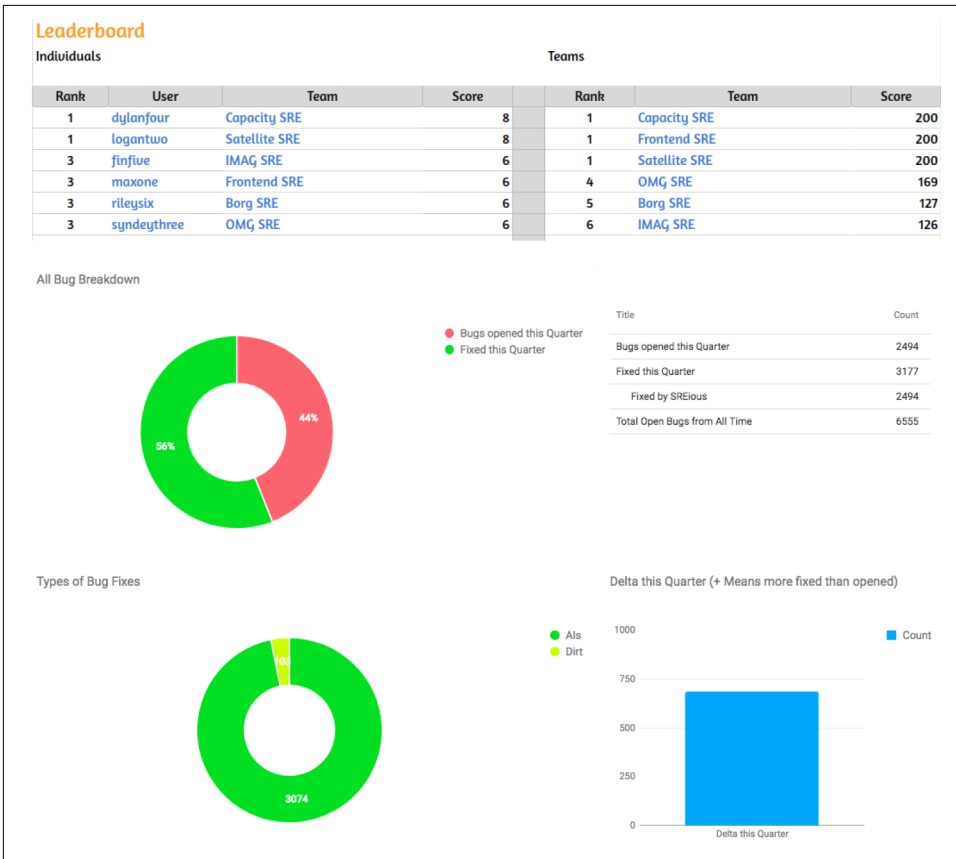 Leaderboard
Individuals Teams
Rank User Team Score Rank Team Score
1 dylanfour Capacity SRE 8 1 Capacity SRE 200
1 logantwo Satellite SRE 8 1 Frontend SRE 200
3 finfive IMAG SRE 6 1 Satellite SRE 200
3 maxone Frontend SRE 6 4 OMG SRE 169
3 rileysix Borg SRE 6 5 Borg SRE 127
3 syndeythree OMG SRE 6 6 IMAG SRE 126
All Bug Breakdown
Bugs opened this Quarter
Fixed this Quarter
44%
56%
Title Count
Bugs opened this Quarter 2494
Fixed this Quarter 3177
Fixed by SREious 2494
Total Open Bugs from All Time 6555
Types of Bug Fixes
AIs
Dirt
103
3074
Delta this Quarter (+ Means more fixed than opened)
1000
750
500
250
0
Count
Delta this Quarter